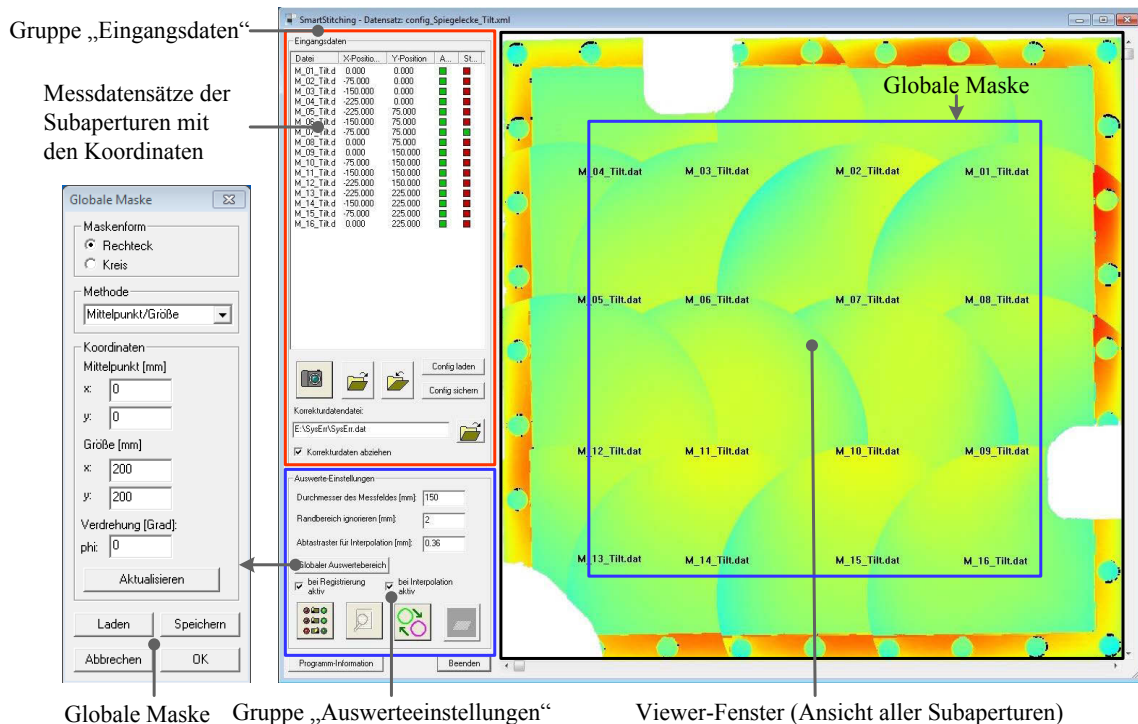 Gruppe „Eingangsdaten“
Messdatensätze der
Subaperturen mit
den Koordinaten
SmartStitching - Datensatz: config_Spiegelecke_Tilt.xml
Eingangsdaten
Datei X-Positio... Y-Position A... St...
M_01_Tilt.d 0.000 0.000
M_02_Tilt.d -75.000 0.000
M_03_Tilt.d -150.000 0.000
M_04_Tilt.d -225.000 0.000
M_05_Tilt.d -225.000 75.000
M_06_Tilt.d -150.000 75.000
M_07_Tilt.d -75.000 75.000
M_08_Tilt.d 0.000 75.000
M_09_Tilt.d 0.000 150.000
M_10_Tilt.d -75.000 150.000
M_11_Tilt.d -150.000 150.000
M_12_Tilt.d -225.000 150.000
M_13_Tilt.d -225.000 225.000
M_14_Tilt.d -150.000 225.000
M_15_Tilt.d -75.000 225.000
M_16_Tilt.d 0.000 225.000
Config laden
Config sichern
Korrekturdatendatei:
E:\SysErr\SysErr.dat
Korrekturdaten abziehen
Auswerte-Einstellungen
Durchmesser des Messfeldes [mm]: 150
Randbereich ignorieren [mm]: 2
Abtastraster für Interpolation [mm]: 0.36
Globaler Auswertebereich
bei Registrierung aktiv
bei Interpolation aktiv
Programm-Information
Beenden
Globale Maske
Maskenform
Rechteck
Kreis
Methode
Mittelpunkt/Größe
Koordinaten
Mittelpunkt [mm]
x: 0
y: 0
Größe [mm]
x: 200
y: 200
Verdrehung [Grad]:
phi: 0
Aktualisieren
Laden Speichern
Abbrechen OK
Globale Maske
M_04_Tilt.dat M_03_Tilt.dat M_02_Tilt.dat M_01_Tilt.dat
M_05_Tilt.dat M_06_Tilt.dat M_07_Tilt.dat M_08_Tilt.dat
M_12_Tilt.dat M_11_Tilt.dat M_10_Tilt.dat M_09_Tilt.dat
M_13_Tilt.dat M_14_Tilt.dat M_15_Tilt.dat M_16_Tilt.dat
Globale Maske
Gruppe „Auswerteeinstellungen“
Viewer-Fenster (Ansicht aller Subaperturen)